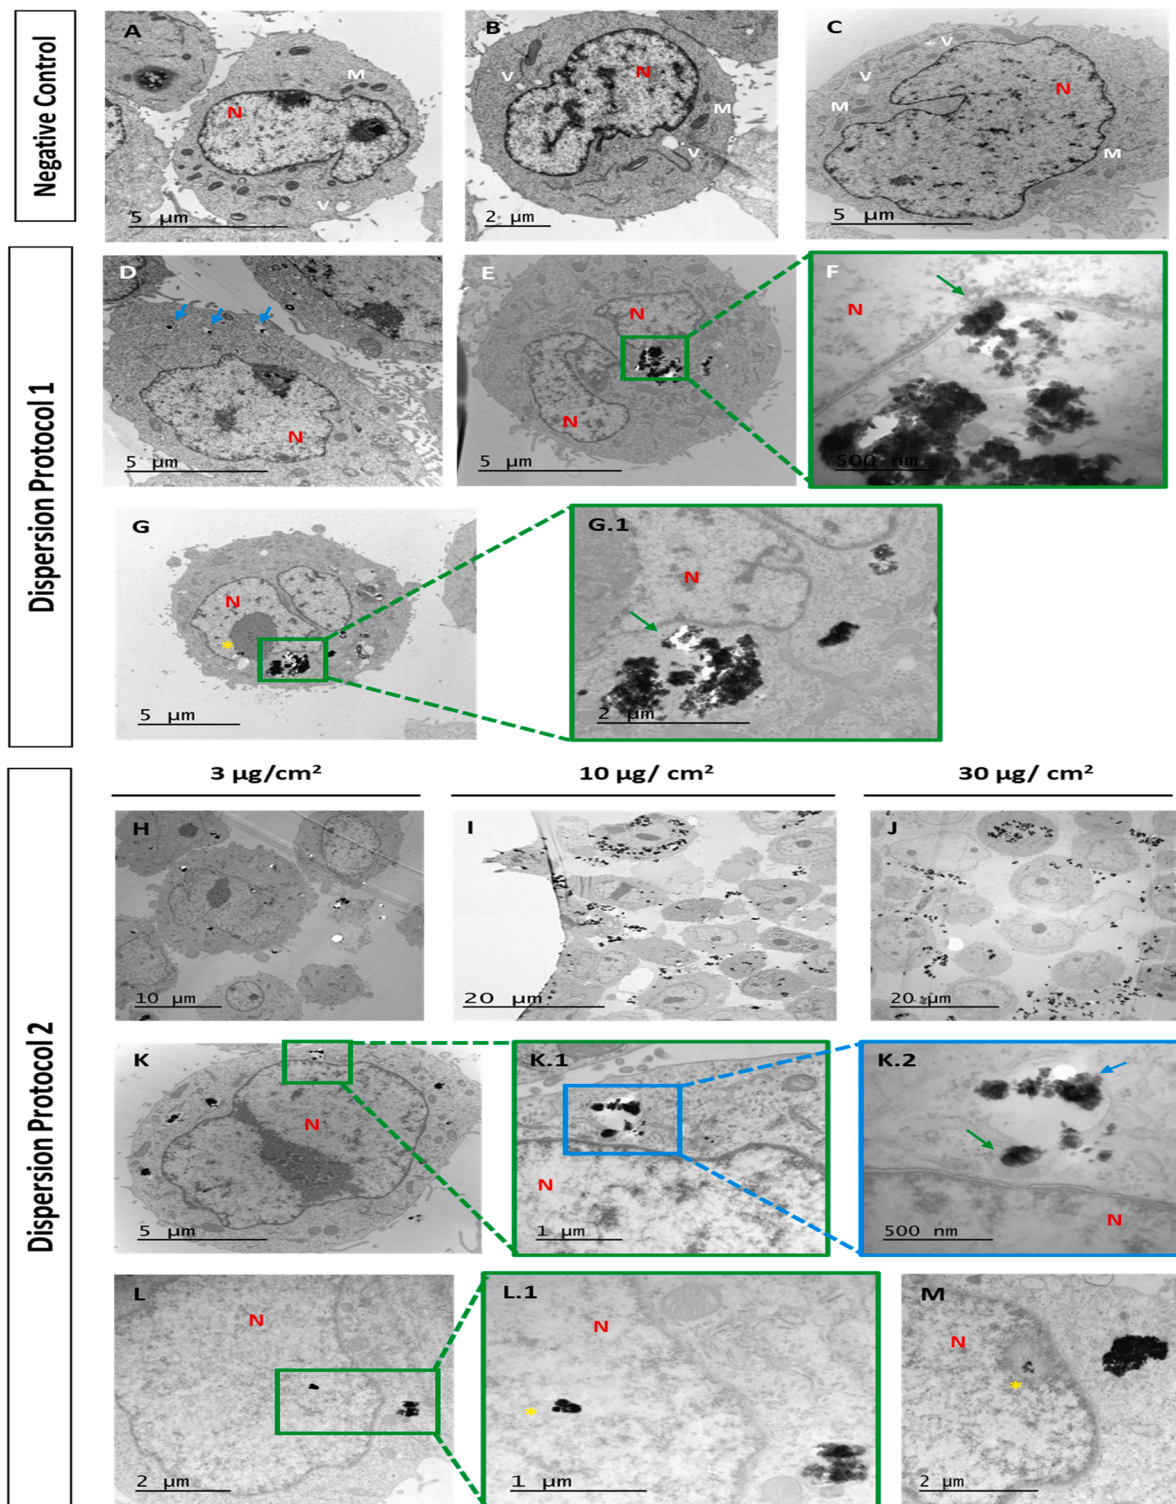 Negative Control
A
N
M
V
5 µm
B
V
N
M
V
2 µm
C
V
N
M
M
5 µm
Dispersion Protocol 1
D
N
5 µm
E
N
N
5 µm
F
N
500 nm
G
N
*
5 µm
G.1
N
2 µm
Dispersion Protocol 2
3 µg/cm²
10 µg/ cm²
30 µg/ cm²
H
10 µm
I
20 µm
J
20 µm
K
N
5 µm
K.1
N
1 µm
K.2
N
500 nm
L
N
2 µm
L.1
N
*
1 µm
M
N
*
2 µm